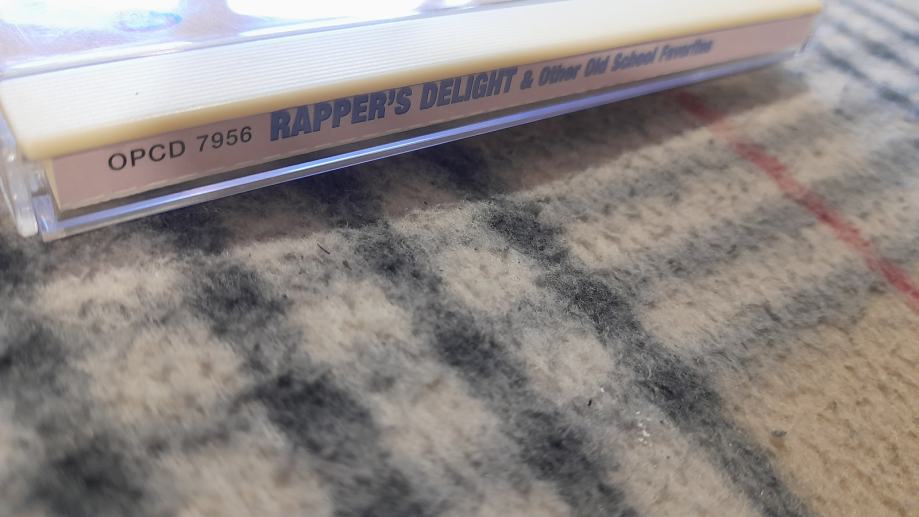 OPCD 7956 RAPPER'S DELIGHT & Other Old School Favorites